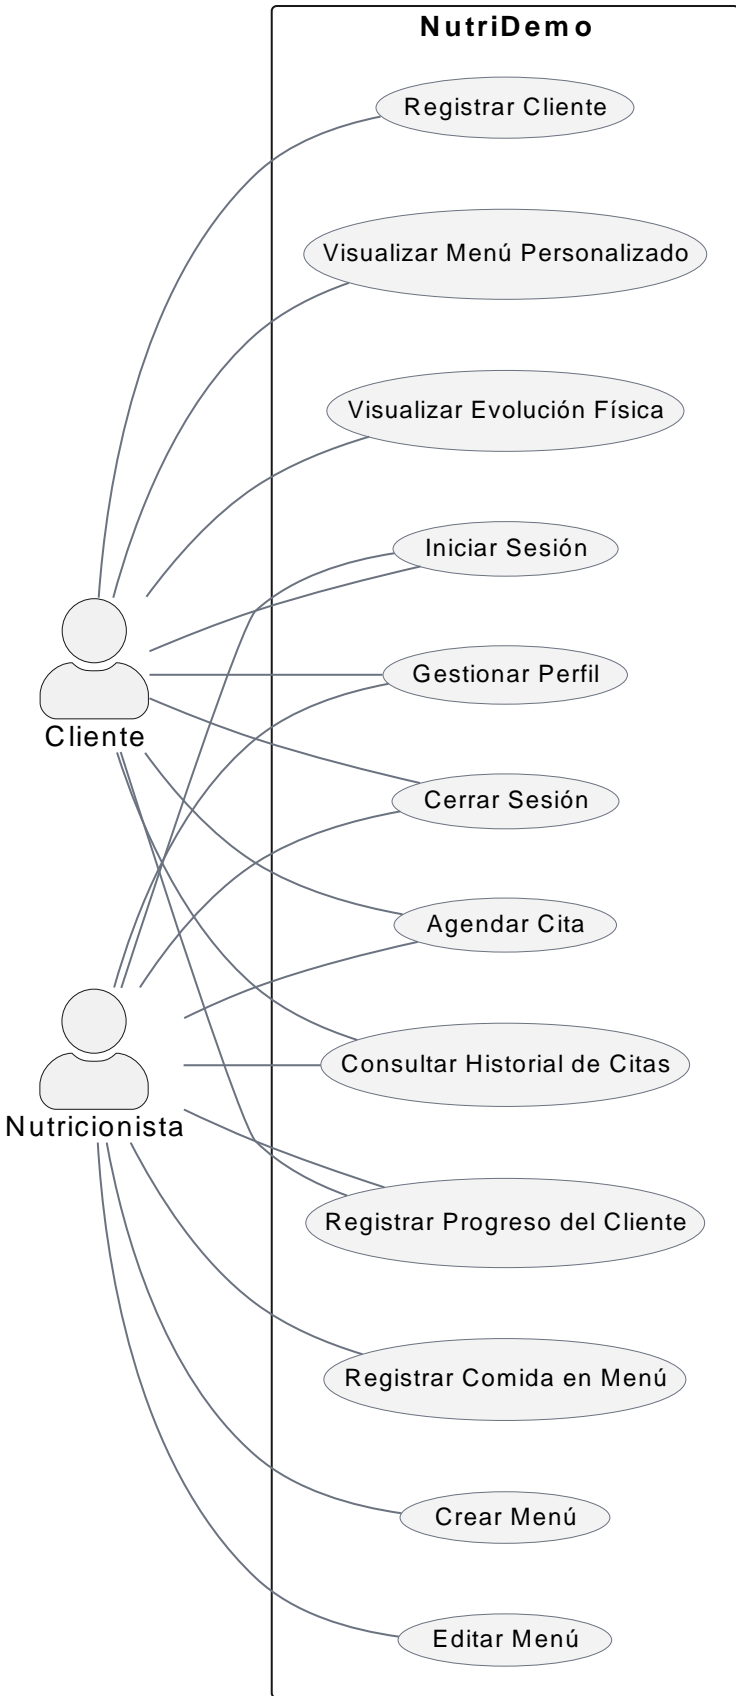 NutriDemo
Registrar Cliente
Visualizar Menú Personalizado
Visualizar Evolución Física
Iniciar Sesión
Gestionar Perfil
Cliente
Cerrar Sesión
Agendar Cita
Consultar Historial de Citas
Nutricionista
Registrar Progreso del Cliente
Registrar Comida en Menú
Crear Menú
Editar Menú